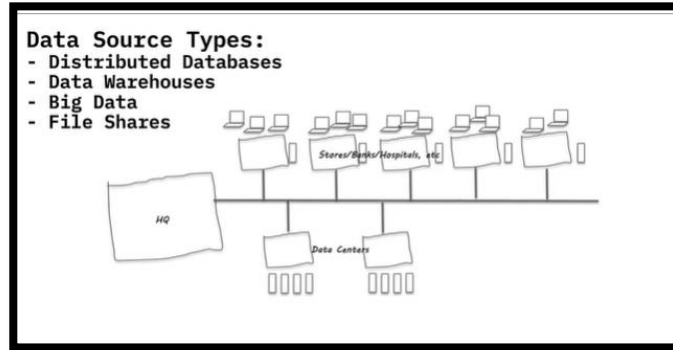 Data Source Types:
- Distributed Databases
- Data Warehouses
- Big Data
- File Shares
Stores/Banks/Hospitals, etc
HQ
Data Centers